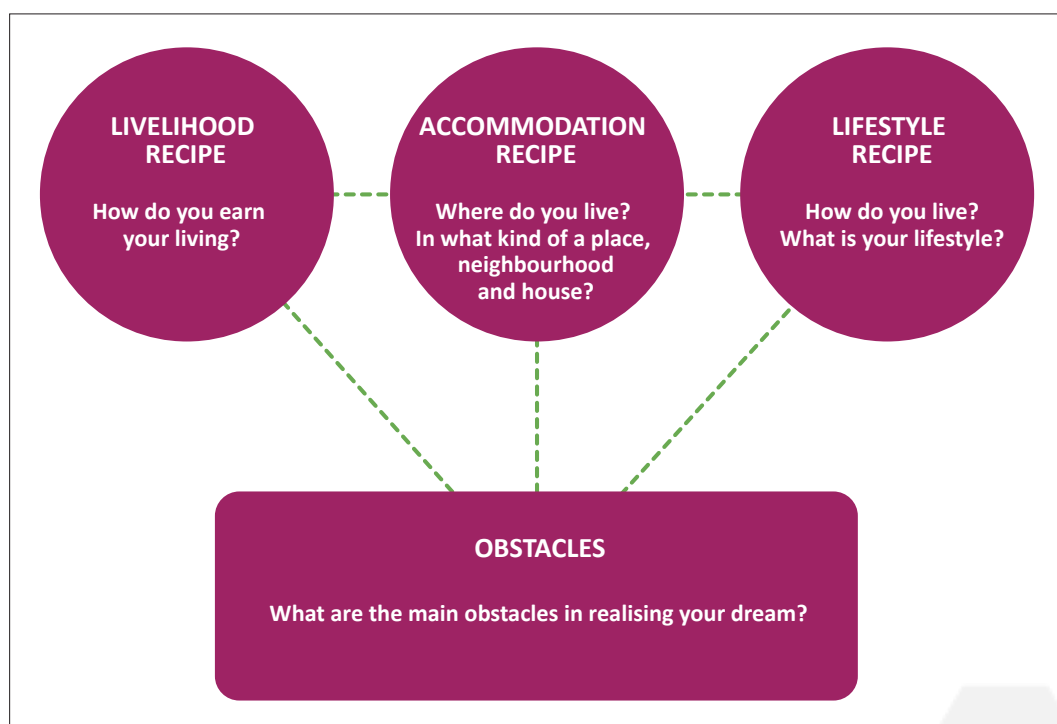 LIVELIHOOD
RECIPE
How do you earn
your living?
ACCOMMODATION
RECIPE
Where do you live?
In what kind of a place,
neighbourhood
and house?
LIFESTYLE
RECIPE
How do you live?
What is your lifestyle?
OBSTACLES
What are the main obstacles in realising your dream?